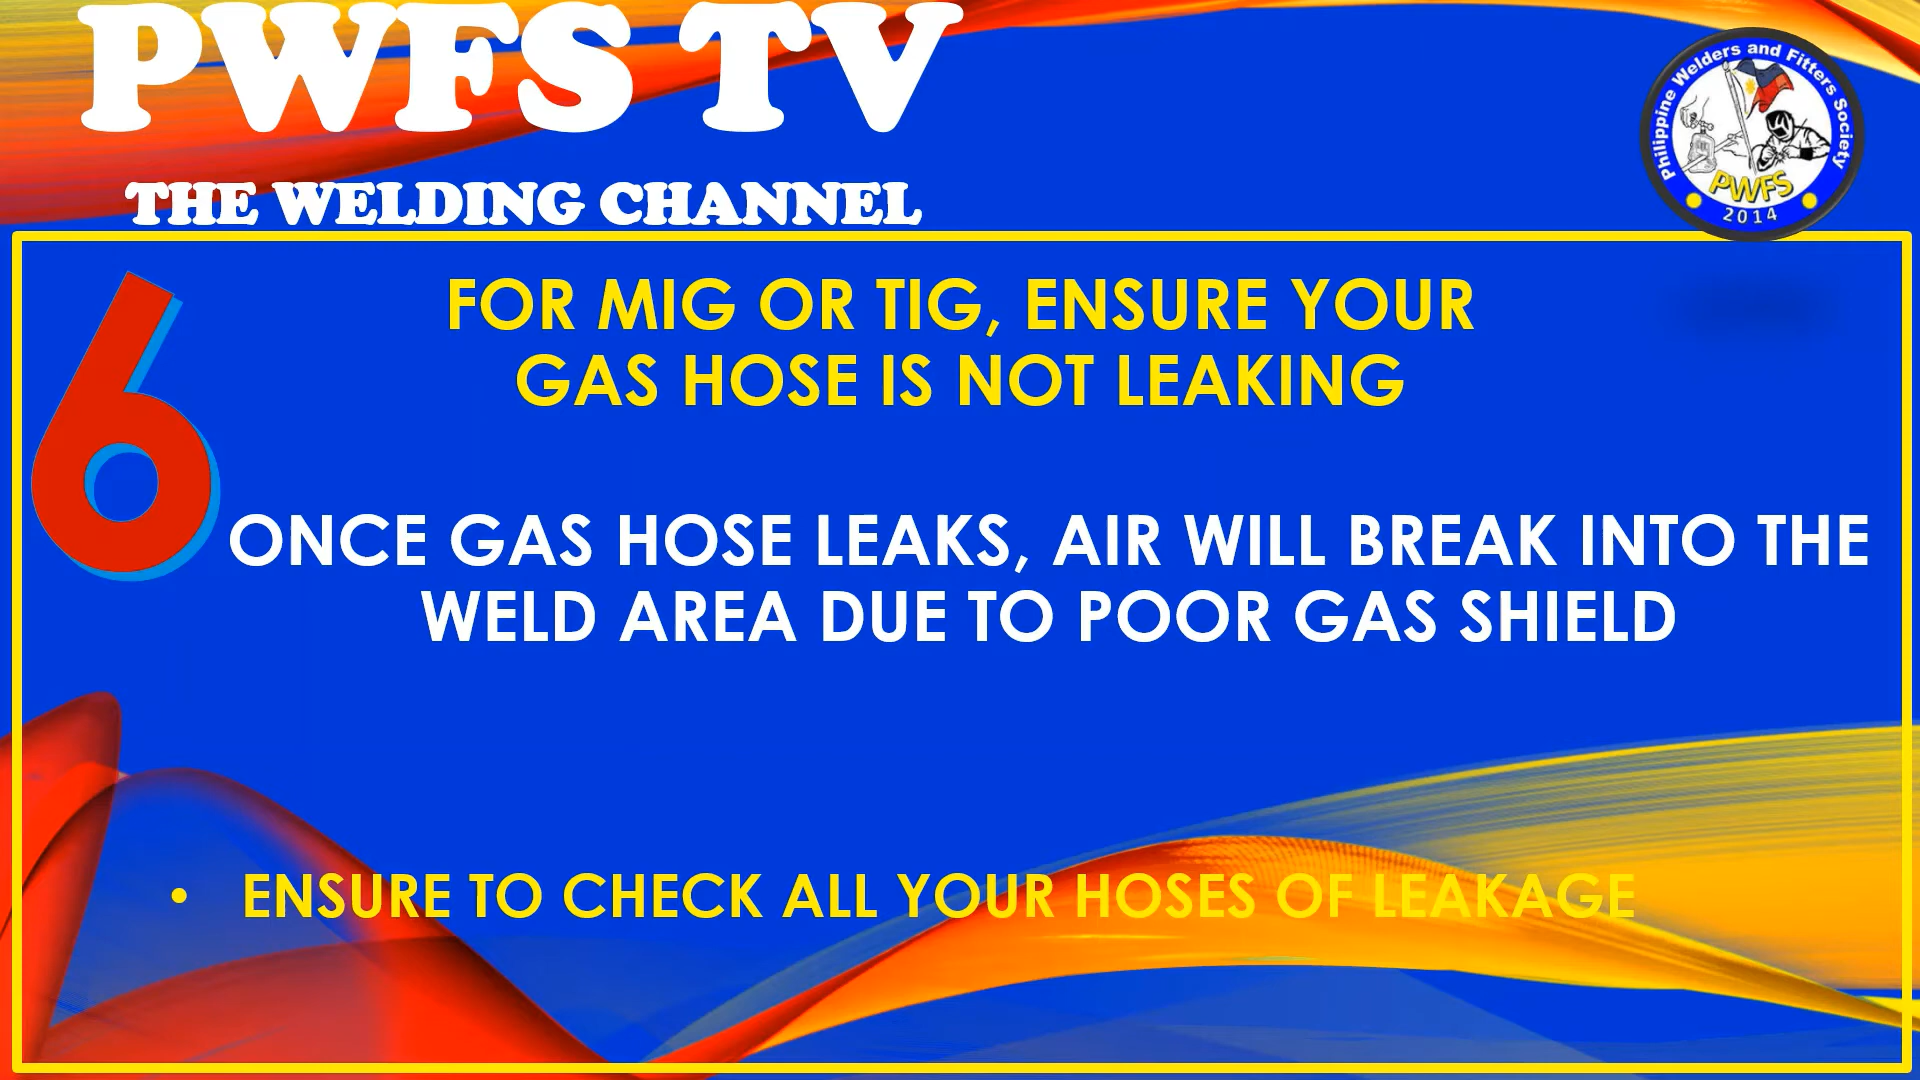 PWFS TV
THE WELDING CHANNEL
Philippine Welders and Fitters Society
PWFS
2014
6
FOR MIG OR TIG, ENSURE YOUR
GAS HOSE IS NOT LEAKING
ONCE GAS HOSE LEAKS, AIR WILL BREAK INTO THE
WELD AREA DUE TO POOR GAS SHIELD
• ENSURE TO CHECK ALL YOUR HOSES OF LEAKAGE